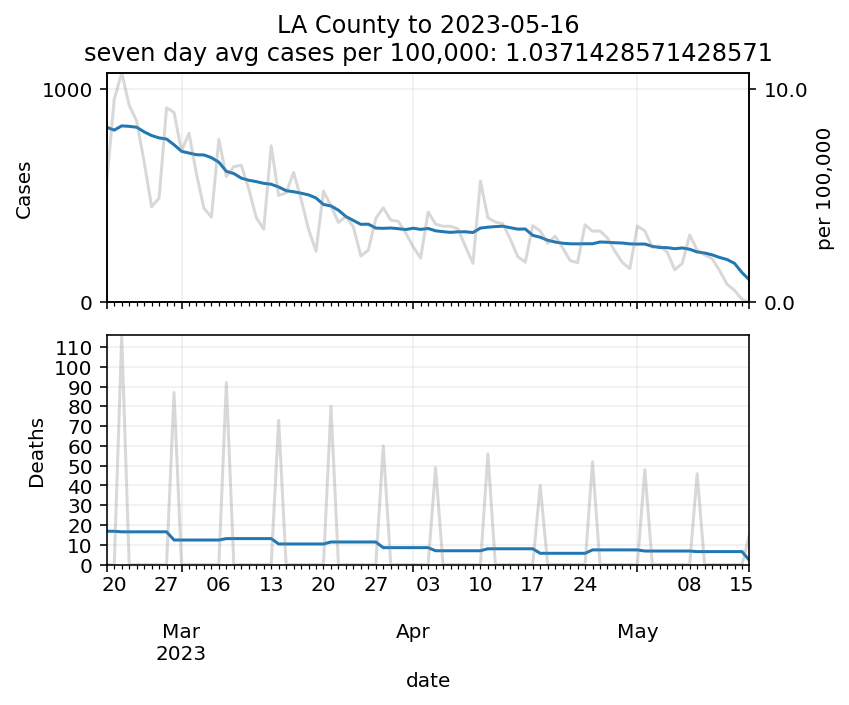 LA County to 2023-05-16
seven day avg cases per 100,000: 1.0371428571428571
1000
0
Cases
10.0
0.0
per 100,000
110
100
90
80
70
60
50
40
30
20
10
0
Deaths
20 27 06 13 20 27 03 10 17 24 08 15
Mar Apr May
2023
date